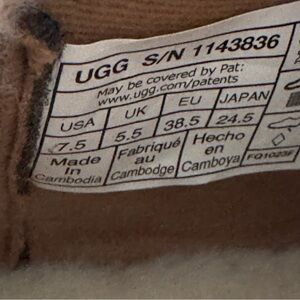 UGG S/N 1143836
May be covered by Pat:
www.ugg.com/patents
USA UK EU JAPAN
7.5 5.5 38.5 24.5
Made in Cambodia
Fabriqué au Cambodge
Hecho en Camboya
FQ1023F